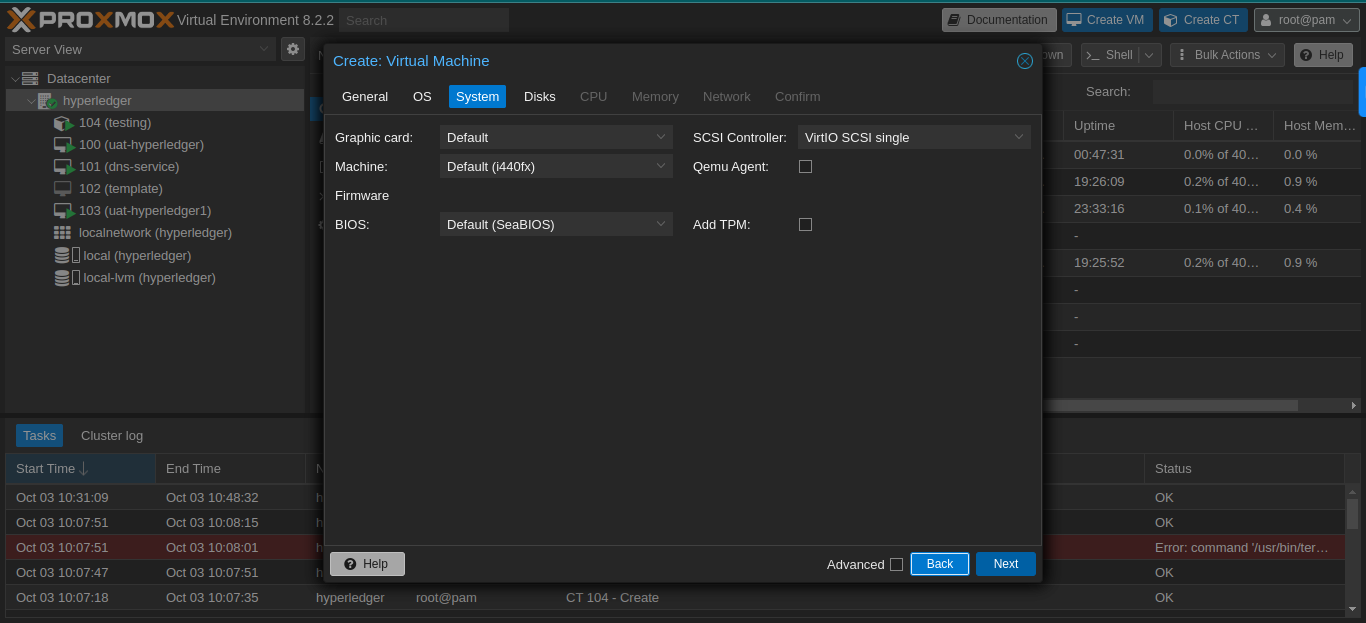 PROXMOX Virtual Environment 8.2.2 Search Documentation Create VM Create CT root@pam
Server View
Datacenter
hyperledger
104 (testing)
100 (uat-hyperledger)
101 (dns-service)
102 (template)
103 (uat-hyperledger1)
localnetwork (hyperledger)
local (hyperledger)
local-lvm (hyperledger)
own Shell Bulk Actions Help
Search:
Uptime Host CPU ... Host Mem...
00:47:31 0.0% of 40... 0.0 %
19:26:09 0.2% of 40... 0.9 %
23:33:16 0.1% of 40... 0.4 %
-
19:25:52 0.2% of 40... 0.9 %
-
-
-
Create: Virtual Machine
General OS System Disks CPU Memory Network Confirm
Graphic card: Default SCSI Controller: VirtIO SCSI single
Machine: Default (i440fx) Qemu Agent:
Firmware
BIOS: Default (SeaBIOS) Add TPM:
Help Advanced Back Next
Tasks Cluster log
Start Time End Time N Status
Oct 03 10:31:09 Oct 03 10:48:32 h OK
Oct 03 10:07:51 Oct 03 10:08:15 h OK
Oct 03 10:07:51 Oct 03 10:08:01 h Error: command '/usr/bin/ter...
Oct 03 10:07:47 Oct 03 10:07:51 h OK
Oct 03 10:07:18 Oct 03 10:07:35 hyperledger root@pam CT 104 - Create OK